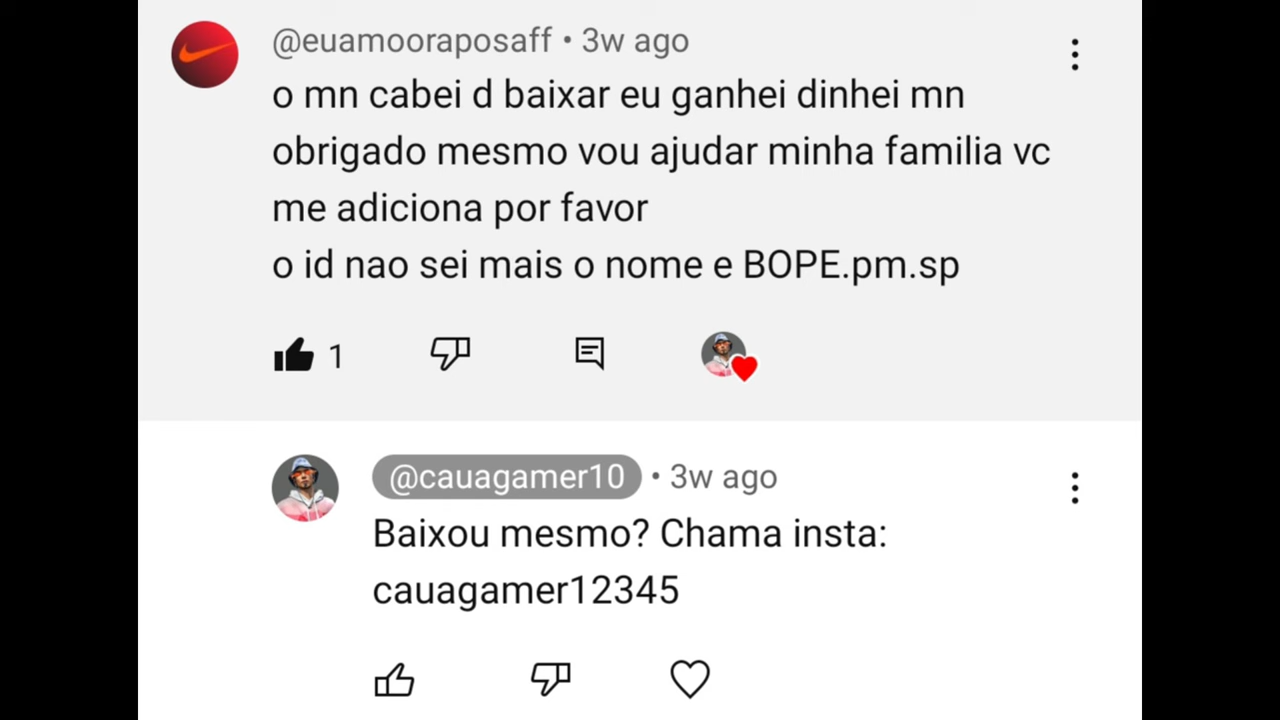 @euamooraposaff • 3w ago
o mn cabei d baixar eu ganhei dinhei mn
obrigado mesmo vou ajudar minha familia vc
me adiciona por favor
o id nao sei mais o nome e BOPE.pm.sp
1
@cauagamer10 • 3w ago
Baixou mesmo? Chama insta:
cauagamer12345